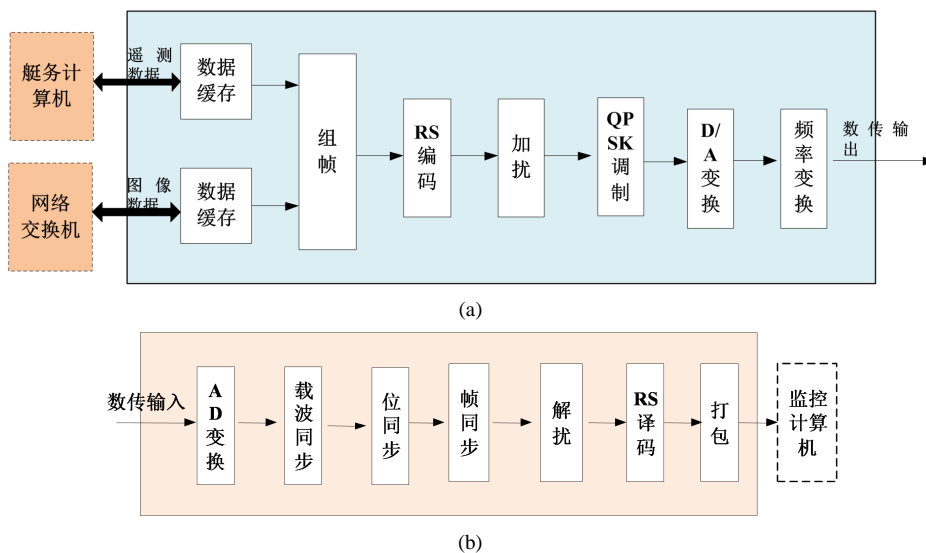 艇务计
算机
遥测
数据
数据
缓存
网络
交换机
图像
数据
数据
缓存
组
帧
RS
编
码
加
扰
QP
SK
调
制
D/
A
变
换
频
率
变
换
数传输
出
(a)
数传输入
A
D
变
换
载
波
同
步
位
同
步
帧
同
步
解
扰
RS
译
码
打
包
监控
计算
机
(b)